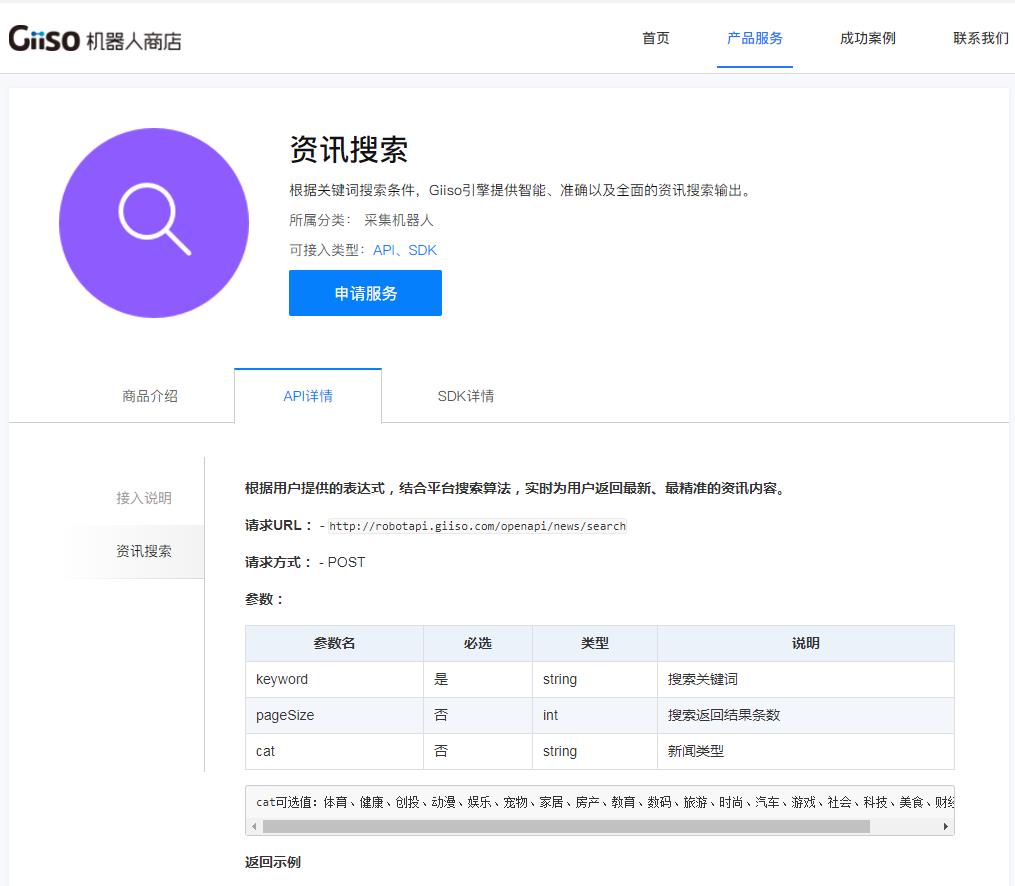 Giiso 机器人商店
首页 产品服务 成功案例 联系我们
资讯搜索
根据关键词搜索条件，Giiso引擎提供智能、准确以及全面的资讯搜索输出。
所属分类： 采集机器人
可接入类型：API、SDK
申请服务
商品介绍 API详情 SDK详情
接入说明
资讯搜索
根据用户提供的表达式，结合平台搜索算法，实时为用户返回最新、最精准的资讯内容。
请求URL： - http://robotapi.giiso.com/openapi/news/search
请求方式： - POST
参数：
参数名 必选 类型 说明
keyword 是 string 搜索关键词
pageSize 否 int 搜索返回结果条数
cat 否 string 新闻类型
cat可选值：体育、健康、创投、动漫、娱乐、宠物、家居、房产、教育、数码、旅游、时尚、汽车、游戏、社会、科技、美食、财经
返回示例